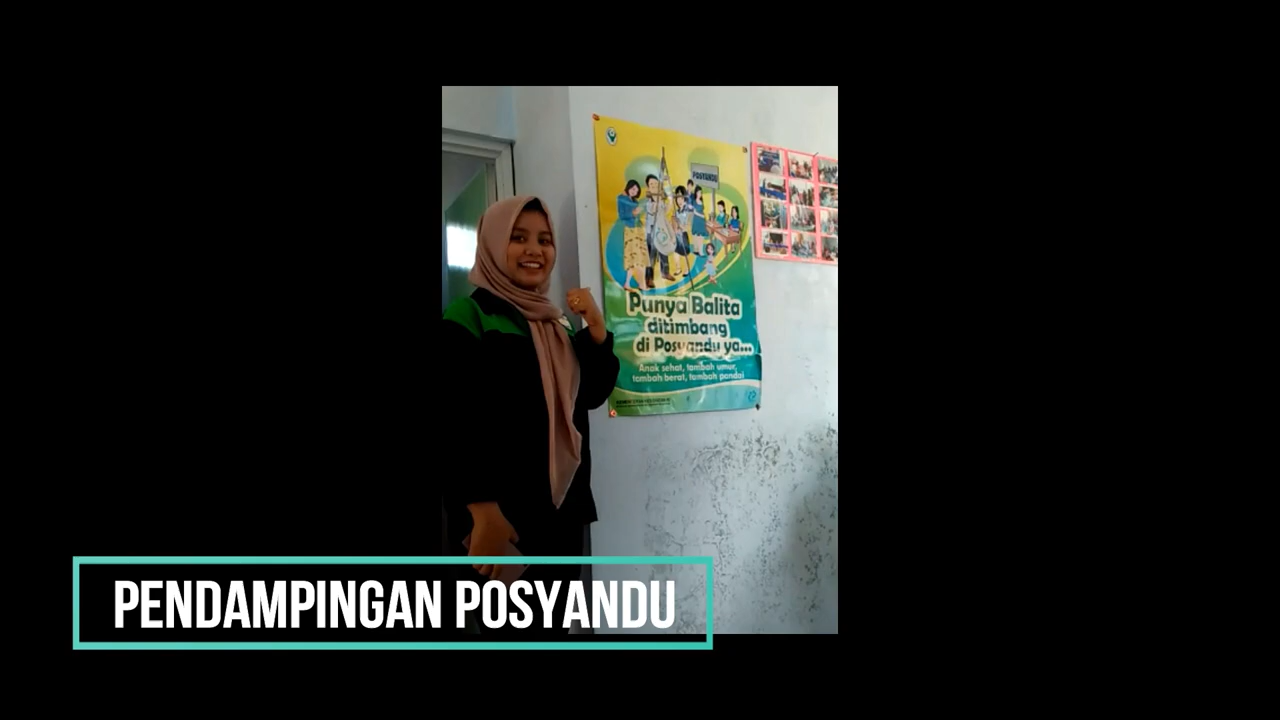 POSYANDU
Punya Balita
ditimbang
di Posyandu ya...
Anak sehat, tambah umur,
tambah berat, tambah pandai
PENDAMPINGAN POSYANDU